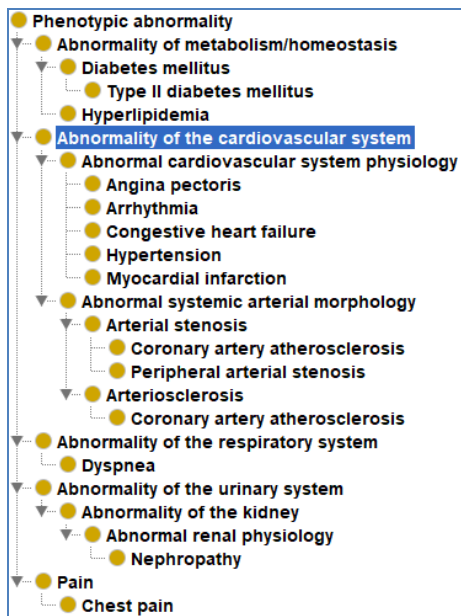 Phenotypic abnormality
Abnormality of metabolism/homeostasis
Diabetes mellitus
Type II diabetes mellitus
Hyperlipidemia
Abnormality of the cardiovascular system
Abnormal cardiovascular system physiology
Angina pectoris
Arrhythmia
Congestive heart failure
Hypertension
Myocardial infarction
Abnormal systemic arterial morphology
Arterial stenosis
Coronary artery atherosclerosis
Peripheral arterial stenosis
Arteriosclerosis
Coronary artery atherosclerosis
Abnormality of the respiratory system
Dyspnea
Abnormality of the urinary system
Abnormality of the kidney
Abnormal renal physiology
Nephropathy
Pain
Chest pain